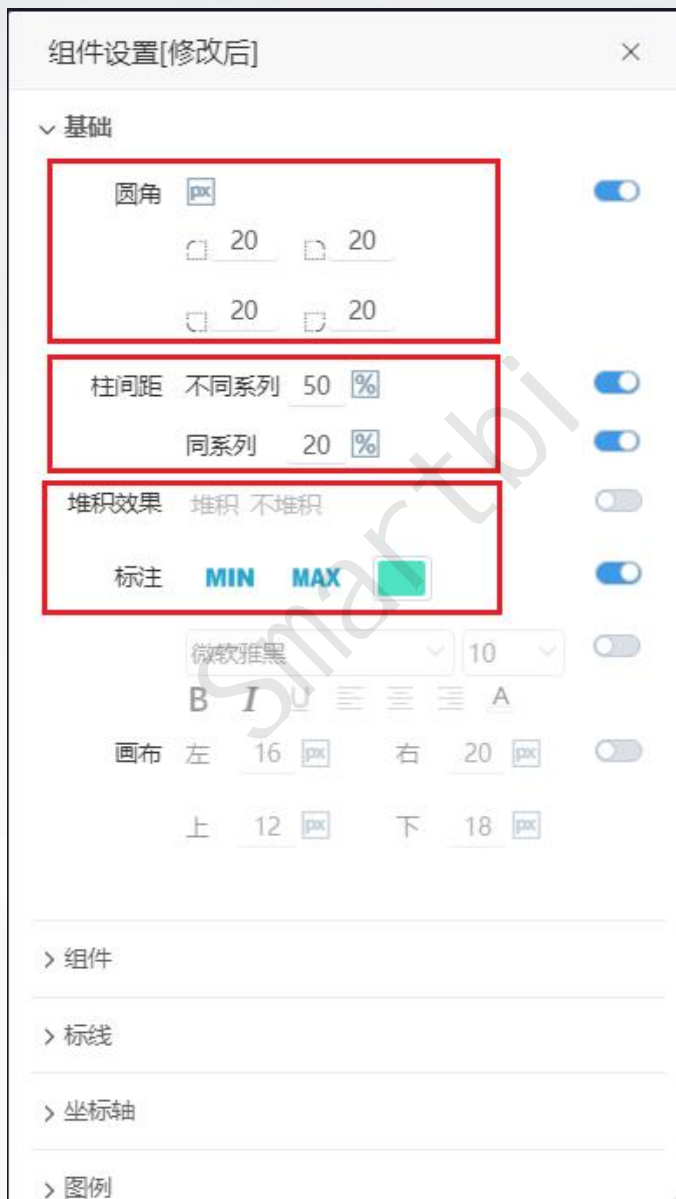 组件设置[修改后]
基础
圆角 px
20 20
20 20
柱间距 不同系列 50 %
同系列 20 %
堆积效果 堆积 不堆积
标注 MIN MAX
微软雅黑 10
B I U A
画布 左 16 px 右 20 px
上 12 px 下 18 px
组件
标线
坐标轴
图例
smartbi